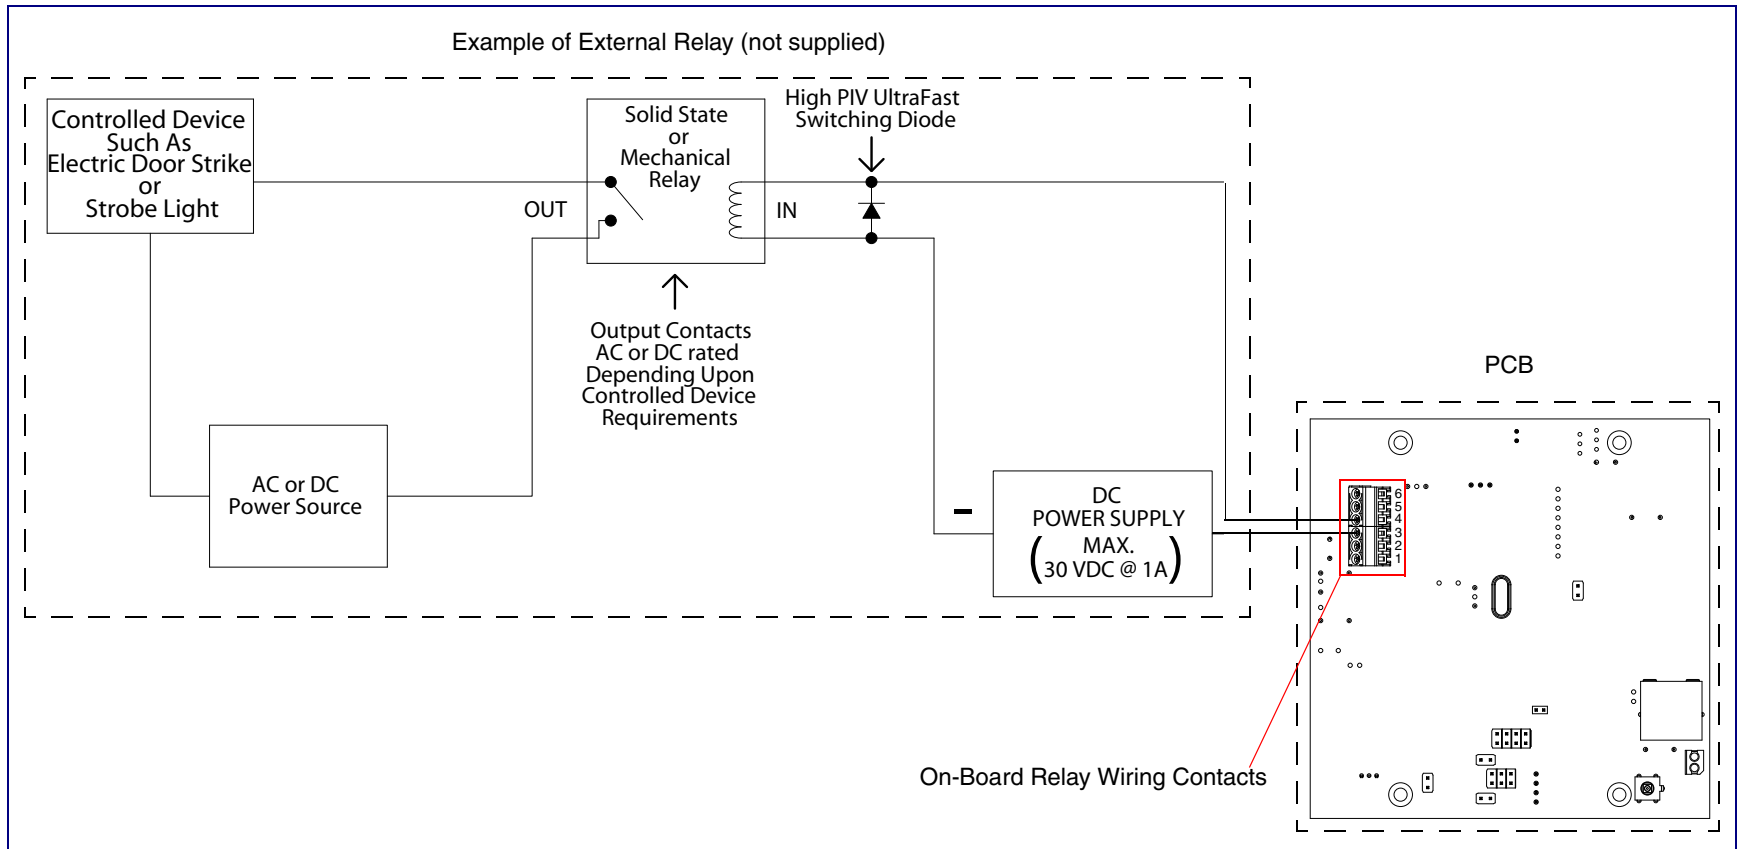 Example of External Relay (not supplied)
Controlled Device
Such As
Electric Door Strike
or
Strobe Light
Solid State
or
Mechanical
Relay
High PIV UltraFast
Switching Diode
OUT
IN
Output Contacts
AC or DC rated
Depending Upon
Controlled Device
Requirements
AC or DC
Power Source
–
DC
POWER SUPPLY
( MAX.
30 VDC @ 1A )
PCB
6
5
4
3
2
1
On-Board Relay Wiring Contacts